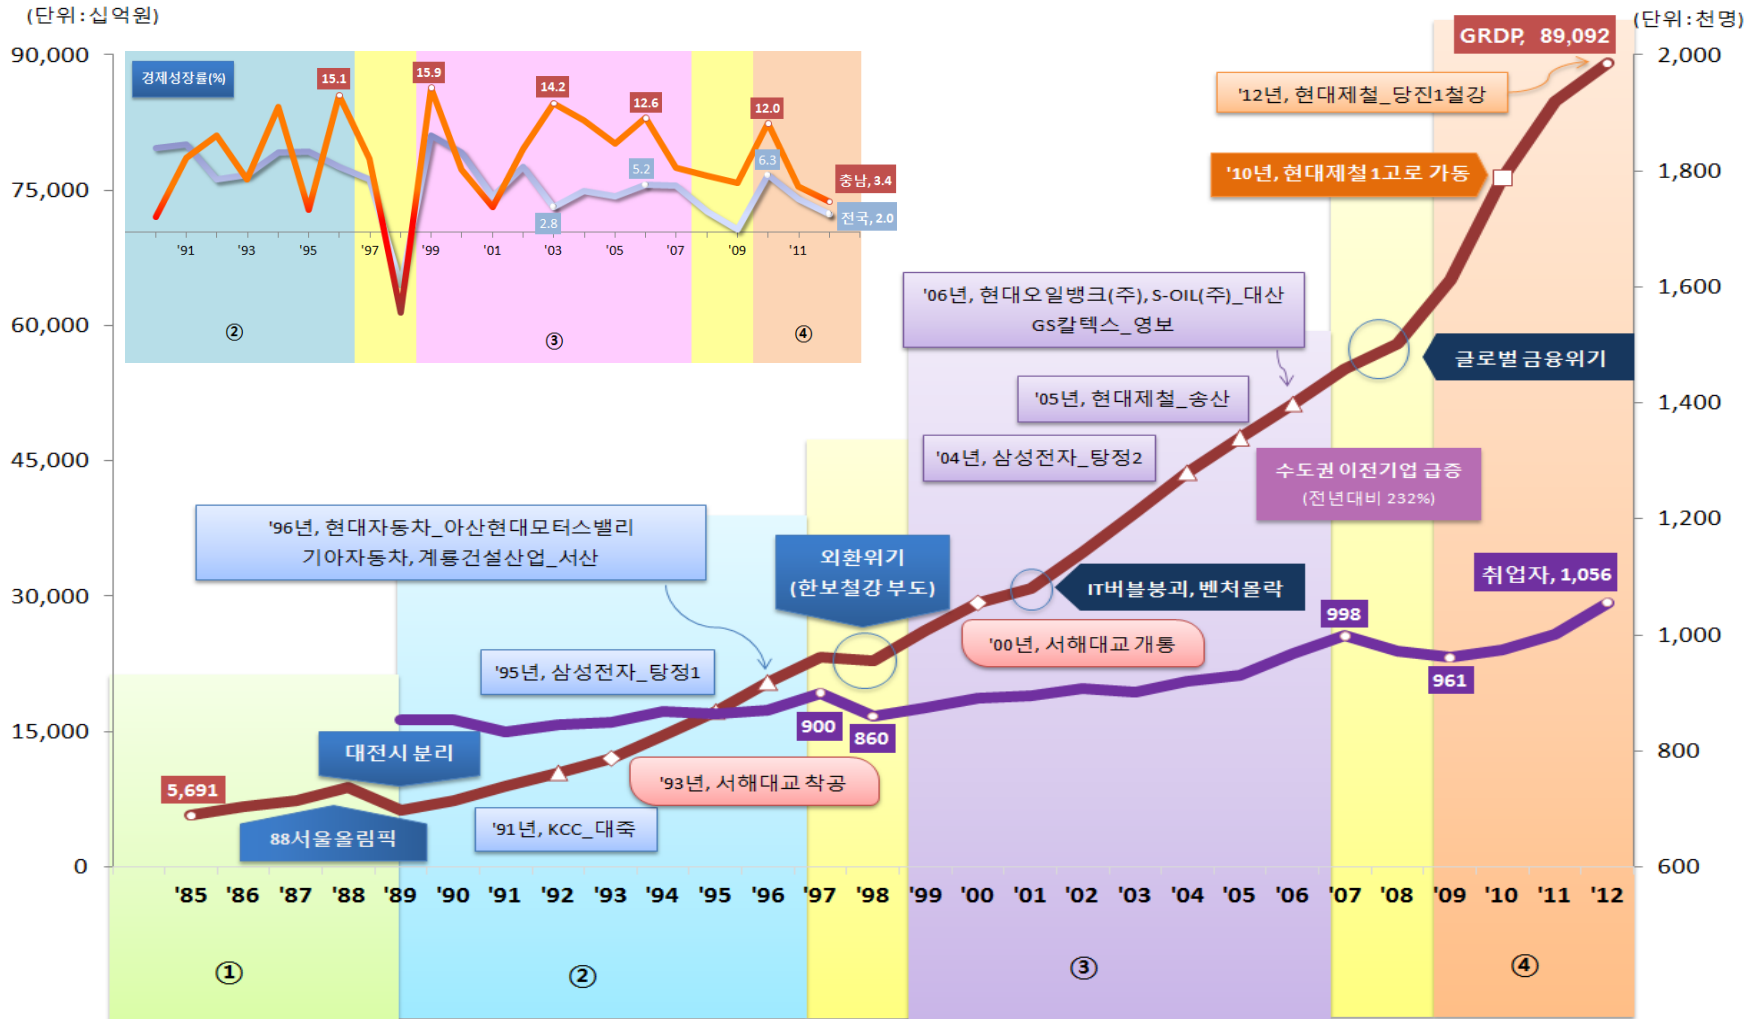 (단위:십억원)
(단위:천명)
90,000
75,000
60,000
45,000
30,000
15,000
0
2,000
1,800
1,600
1,400
1,200
1,000
800
600
경제성장률(%)
15.1
15.9
14.2
12.6
12.0
5.2
6.3
2.8
충남, 3.4
전국, 2.0
'91 '93 '95 '97 '99 '01 '03 '05 '07 '09 '11
② ③ ④
GRDP, 89,092
'12년, 현대제철_당진1철강
'10년, 현대제철1고로 가동
'06년, 현대오일뱅크(주), S-OIL(주)_대산
GS칼텍스_영보
글로벌 금융위기
'05년, 현대제철_송산
'04년, 삼성전자_탕정2
수도권 이전기업 급증
(전년대비 232%)
'96년, 현대자동차_아산현대모터스밸리
기아자동차, 계룡건설산업_서산
외환위기
(한보철강 부도)
IT버블붕괴, 벤처몰락
취업자, 1,056
998
'00년, 서해대교 개통
'95년, 삼성전자_탕정1
961
900
860
대전시 분리
'93년, 서해대교 착공
5,691
88서울올림픽
'91년, KCC_대죽
'85 '86 '87 '88 '89 '90 '91 '92 '93 '94 '95 '96 '97 '98 '99 '00 '01 '02 '03 '04 '05 '06 '07 '08 '09 '10 '11 '12
① ② ③ ④